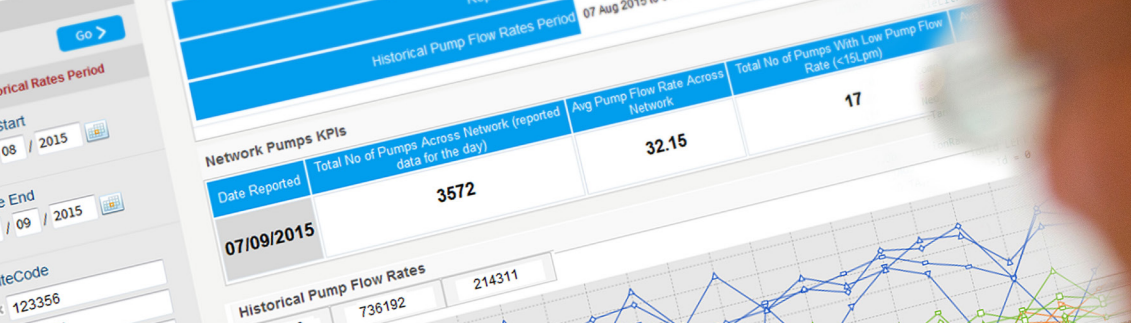 Go >
Historical Pump Flow Rates Period
07 Aug 2015 to
orical Rates Period
Start
08 / 2015
End
/ 09 / 2015
iteCode
123356
Network Pumps KPIs
Date Reported
Total No of Pumps Across Network (reported
data for the day)
Avg Pump Flow Rate Across
Network
Total No of Pumps With Low Pump Flow
Rate (<15Lpm)
07/09/2015
3572
32.15
17
Historical Pump Flow Rates
736192
214311